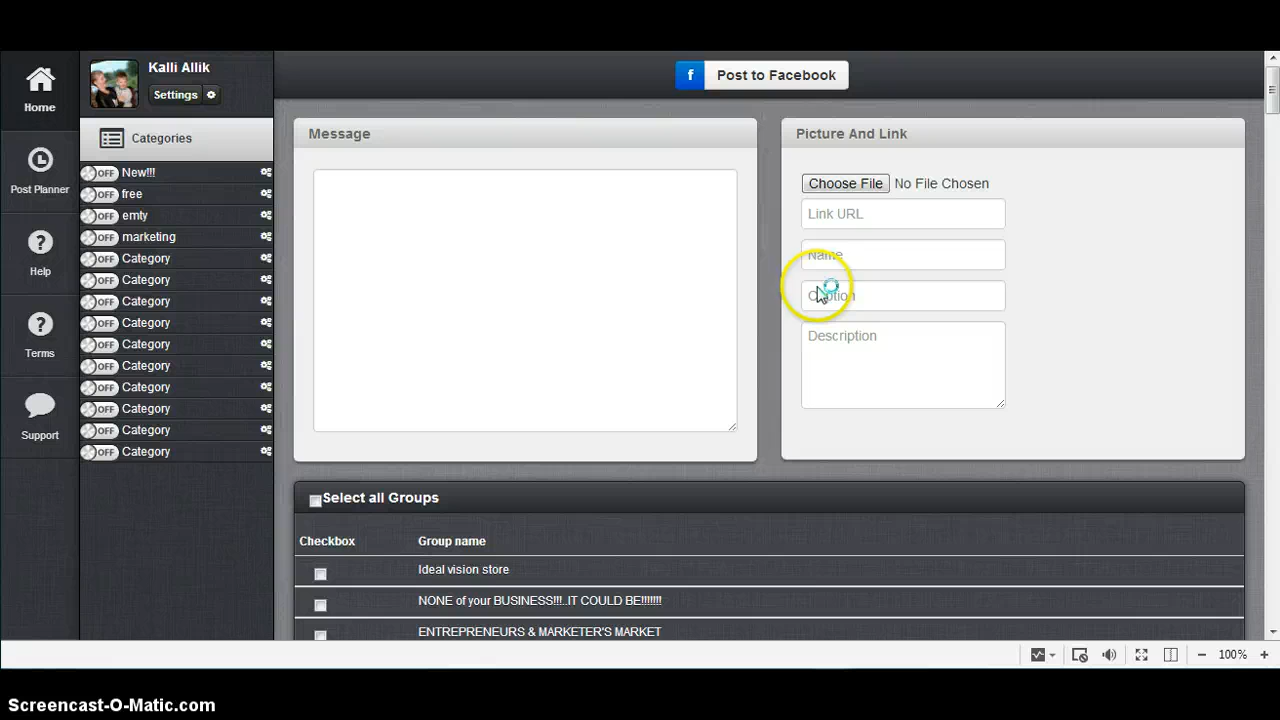 Home
Post Planner
Help
Terms
Support
Kalli Allik
Settings
Categories
OFF New!!!
OFF free
OFF emty
OFF marketing
OFF Category
OFF Category
OFF Category
OFF Category
OFF Category
OFF Category
OFF Category
OFF Category
OFF Category
OFF Category
f Post to Facebook
Message
Picture And Link
Choose File No File Chosen
Link URL
Name
Caption
Description
Select all Groups
Checkbox Group name
Ideal vision store
NONE of your BUSINESS!!!..IT COULD BE!!!!!!!
ENTREPRENEURS & MARKETER'S MARKET
100%
Screencast-O-Matic.com